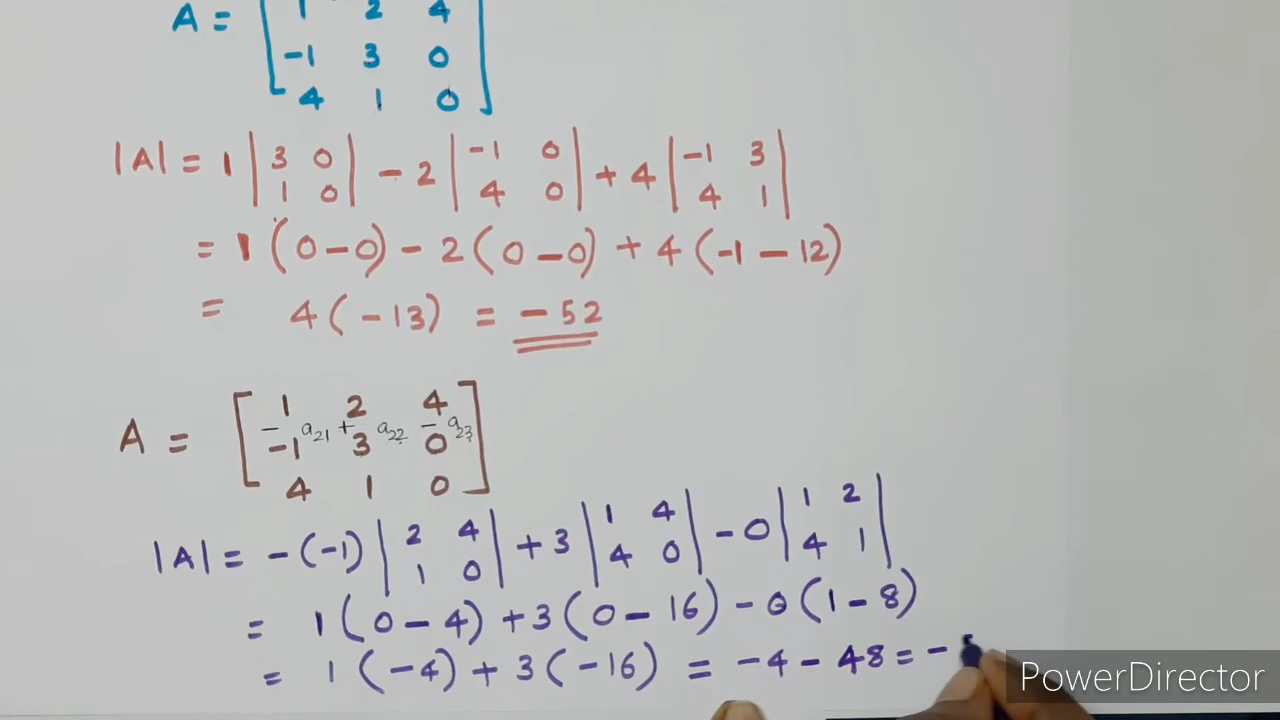 A = [ 1 2 4
-1 3 0
4 1 0 ]
|A| = 1 | 3 0 | - 2 | -1 0 | + 4 | -1 3 |
| 1 0 | | 4 0 | | 4 1 |
= 1 (0 - 0) - 2 (0 - 0) + 4 (-1 - 12)
= 4 (-13) = -52
A = [ 1 2 4
- -1 a21 + 3 a22 - 0 a23
4 1 0 ]
|A| = -(-1) | 2 4 | + 3 | 1 4 | - 0 | 1 2 |
| 1 0 | | 4 0 | | 4 1 |
= 1 (0 - 4) + 3 (0 - 16) - 0 (1 - 8)
= 1 (-4) + 3 (-16) = -4 - 48 = -
PowerDirector